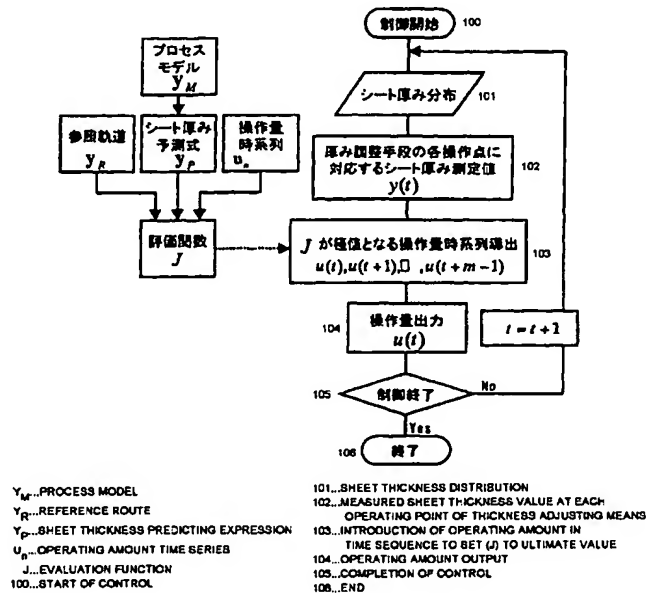 プロセス
モデル
y_M
参照軌道
y_R
シート厚み
予測式
y_P
操作量
時系列
u_n
評価関数
J
制御開始
100
シート厚み分布
101
厚み調整手段の各操作点に
対応するシート厚み測定値
y(t)
102
J が極値となる操作量時系列導出
u(t),u(t+1),□ ,u(t+m−1)
103
104
操作量出力
u(t)
t = t + 1
105
制御終了
No
Yes
106
終了
Y_M...PROCESS MODEL
Y_R...REFERENCE ROUTE
Y_P...SHEET THICKNESS PREDICTING EXPRESSION
u_n...OPERATING AMOUNT TIME SERIES
J...EVALUATION FUNCTION
100...START OF CONTROL
101...SHEET THICKNESS DISTRIBUTION
102...MEASURED SHEET THICKNESS VALUE AT EACH
OPERATING POINT OF THICKNESS ADJUSTING MEANS
103...INTRODUCTION OF OPERATING AMOUNT IN
TIME SEQUENCE TO SET (J) TO ULTIMATE VALUE
104...OPERATING AMOUNT OUTPUT
105...COMPLETION OF CONTROL
106...END